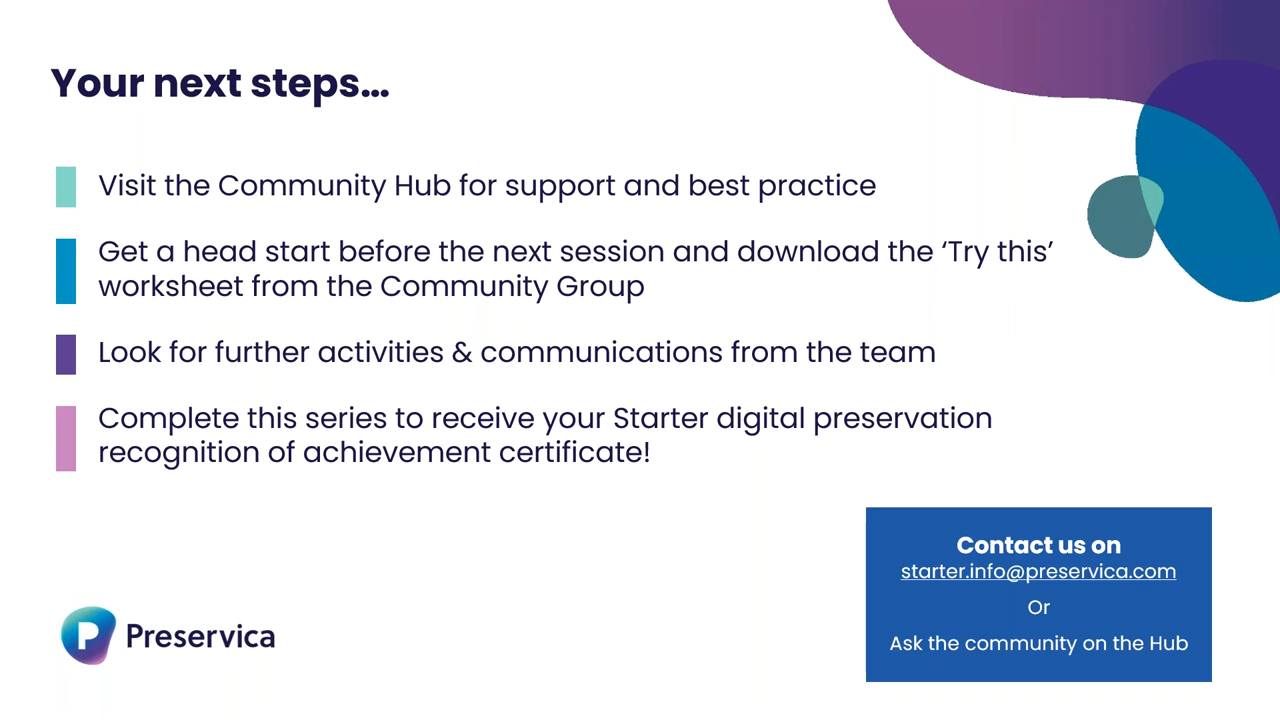 Your next steps...
Visit the Community Hub for support and best practice
Get a head start before the next session and download the ‘Try this’
worksheet from the Community Group
Look for further activities & communications from the team
Complete this series to receive your Starter digital preservation
recognition of achievement certificate!
Contact us on
starter.info@preservica.com
Or
Ask the community on the Hub
P Preservica